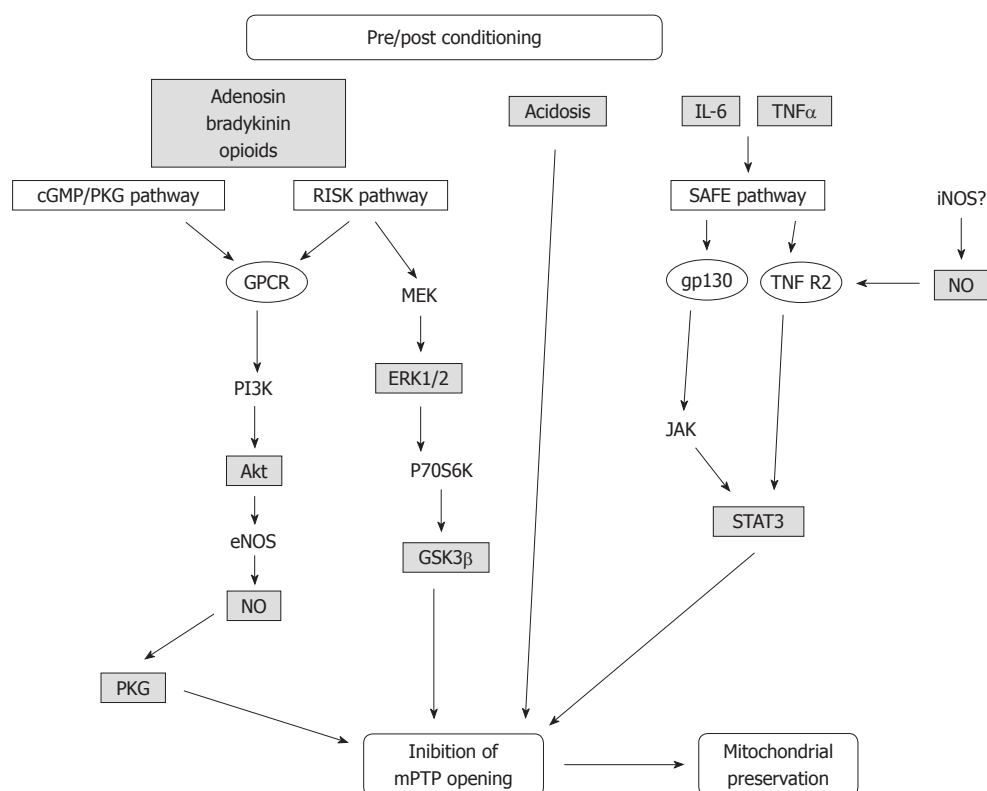 Pre/post conditioning
Adenosin
bradykinin
opioids
Acidosis
IL-6
TNFα
cGMP/PKG pathway
RISK pathway
SAFE pathway
iNOS?
GPCR
MEK
gp130
TNF R2
NO
PI3K
ERK1/2
JAK
Akt
P70S6K
STAT3
eNOS
GSK3β
NO
PKG
Inibition of
mPTP opening
Mitochondrial
preservation